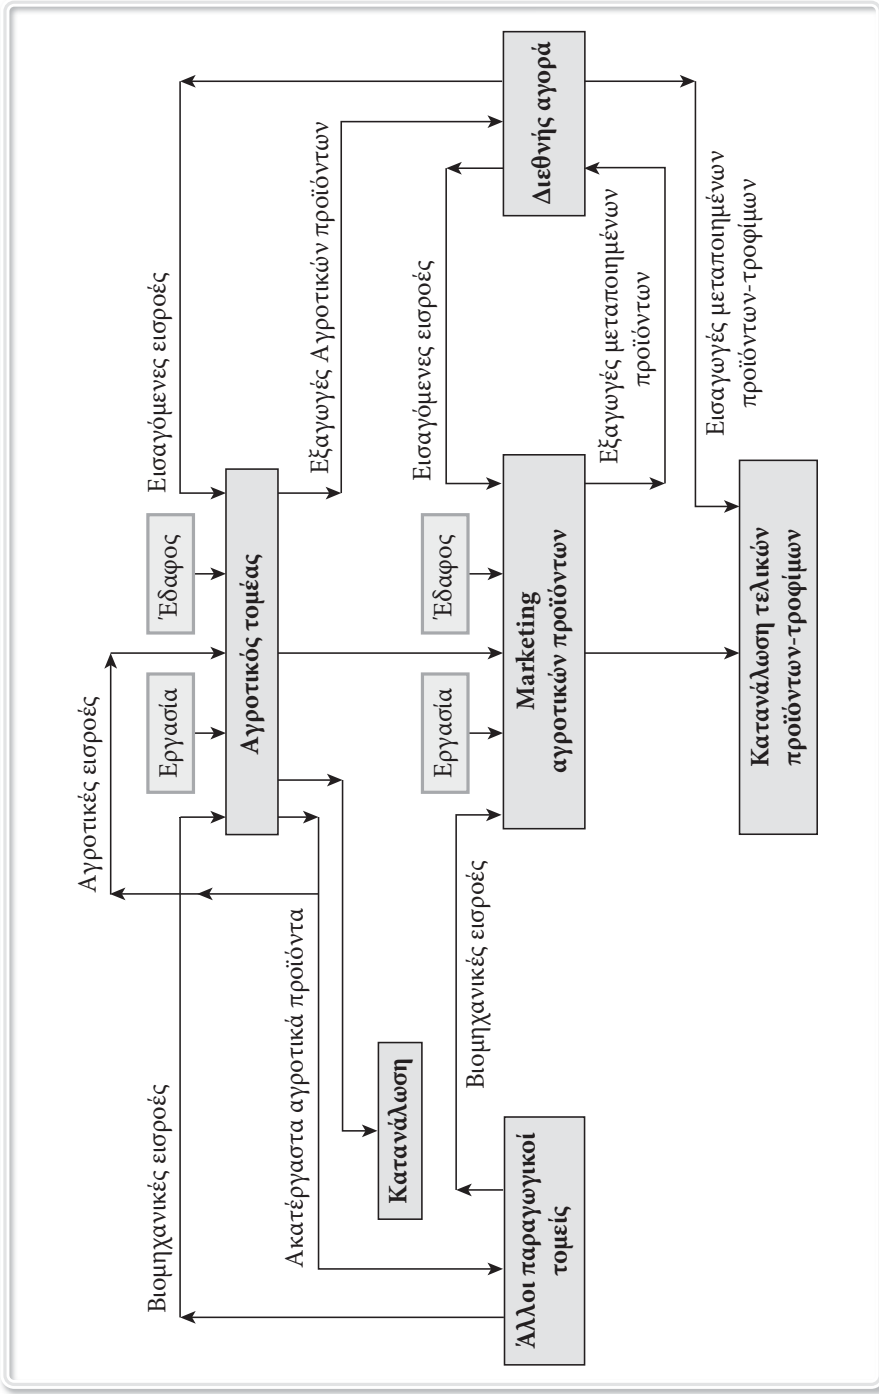 Αγροτικές εισροές
Βιομηχανικές εισροές
Εισαγόμενες εισροές
Εργασία
Έδαφος
Αγροτικός τομέας
Ακατέργαστα αγροτικά προϊόντα
Εξαγωγές Αγροτικών προϊόντων
Κατανάλωση
Βιομηχανικές εισροές
Εισαγόμενες εισροές
Εργασία
Έδαφος
Άλλοι παραγωγικοί
τομείς
Marketing
αγροτικών προϊόντων
Διεθνής αγορά
Εξαγωγές μεταποιημένων
προϊόντων
Εισαγωγές μεταποιημένων
προϊόντων-τροφίμων
Κατανάλωση τελικών
προϊόντων-τροφίμων